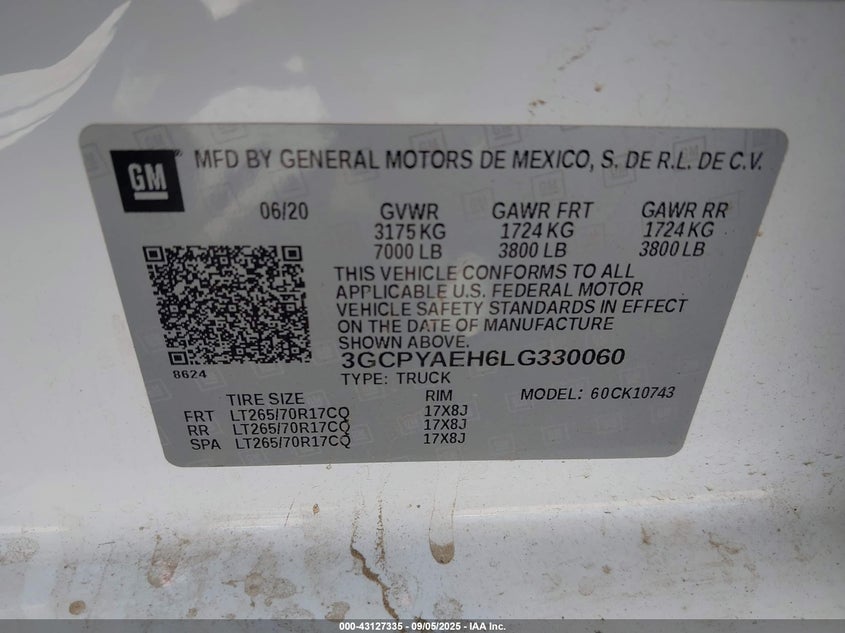 GM
MFD BY GENERAL MOTORS DE MEXICO, S. DE R.L. DE C.V.
06/20 GVWR GAWR FRT GAWR RR
3175 KG 1724 KG 1724 KG
7000 LB 3800 LB 3800 LB
THIS VEHICLE CONFORMS TO ALL
APPLICABLE U.S. FEDERAL MOTOR
VEHICLE SAFETY STANDARDS IN EFFECT
ON THE DATE OF MANUFACTURE
SHOWN ABOVE.
3GCPYAEH6LG330060
8624
TYPE: TRUCK
TIRE SIZE RIM MODEL: 60CK10743
FRT LT265/70R17CQ 17X8J
RR LT265/70R17CQ 17X8J
SPA LT265/70R17CQ 17X8J
000-43127335 - 09/05/2025 - IAA Inc.